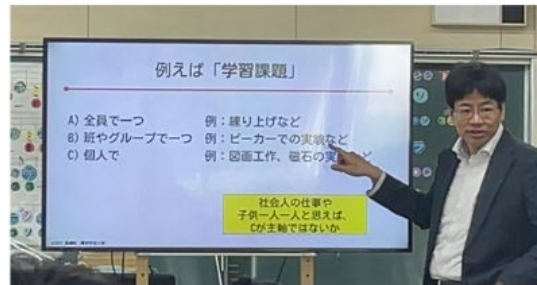 例えば「学習課題」
A) 全員で一つ 例：練り上げなど
B) 班やグループで一つ 例：ビーカーでの実験など
C) 個人で 例：図画工作、磁石の実 など
社会人の仕事や
子供一人一人と思えば、
Cが主軸ではないか